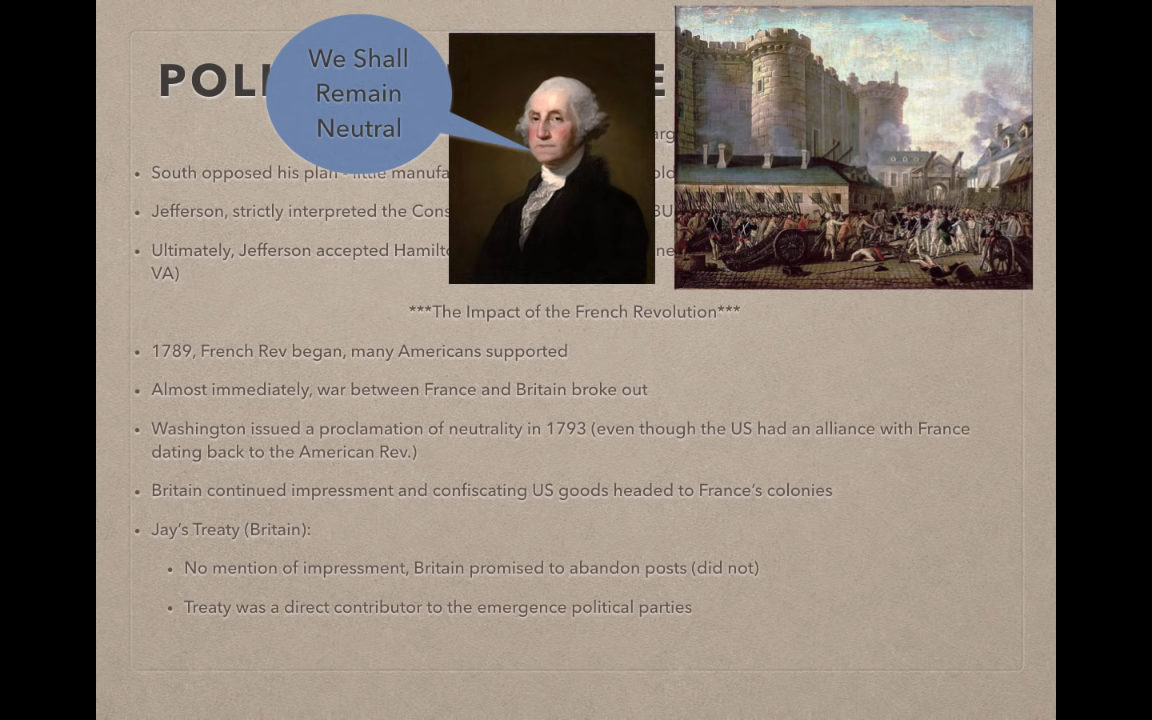 We Shall
Remain
Neutral
POLI
E
• South opposed his plan - little manufa
• Jefferson, strictly interpreted the Cons
• Ultimately, Jefferson accepted Hamilt
VA)
***The Impact of the French Revolution***
• 1789, French Rev began, many Americans supported
• Almost immediately, war between France and Britain broke out
• Washington issued a proclamation of neutrality in 1793 (even though the US had an alliance with France
dating back to the American Rev.)
• Britain continued impressment and confiscating US goods headed to France’s colonies
• Jay’s Treaty (Britain):
• No mention of impressment, Britain promised to abandon posts (did not)
• Treaty was a direct contributor to the emergence political parties